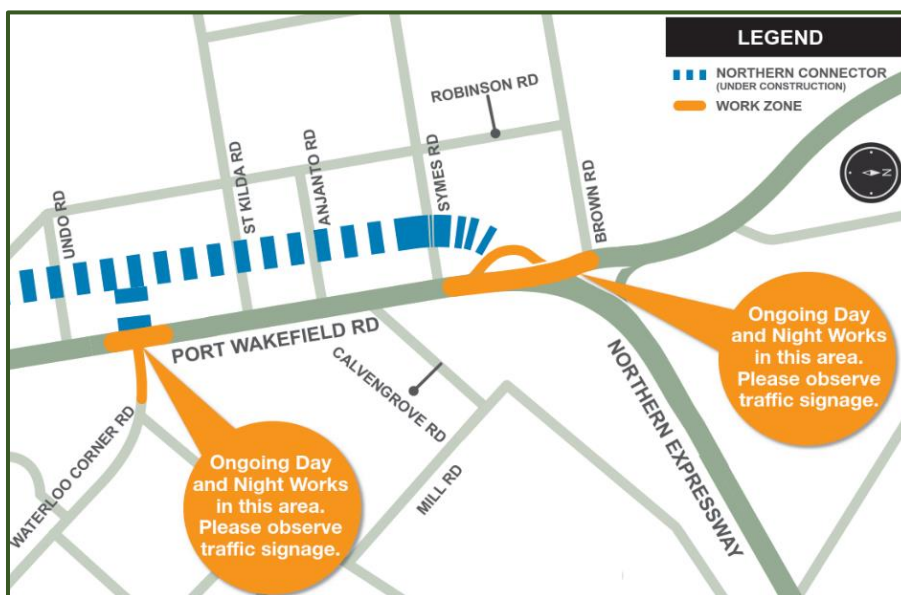 LEGEND
NORTHERN CONNECTOR
(UNDER CONSTRUCTION)
WORK ZONE
ROBINSON RD
UNDO RD
ST KILDA RD
ANJANTO RD
SYMES RD
BROWN RD
N
PORT WAKEFIELD RD
CALVENGROVE RD
WATERLOO CORNER RD
MILL RD
NORTHERN EXPRESSWAY
Ongoing Day
and Night Works
in this area.
Please observe
traffic signage.
Ongoing Day
and Night Works
in this area.
Please observe
traffic signage.